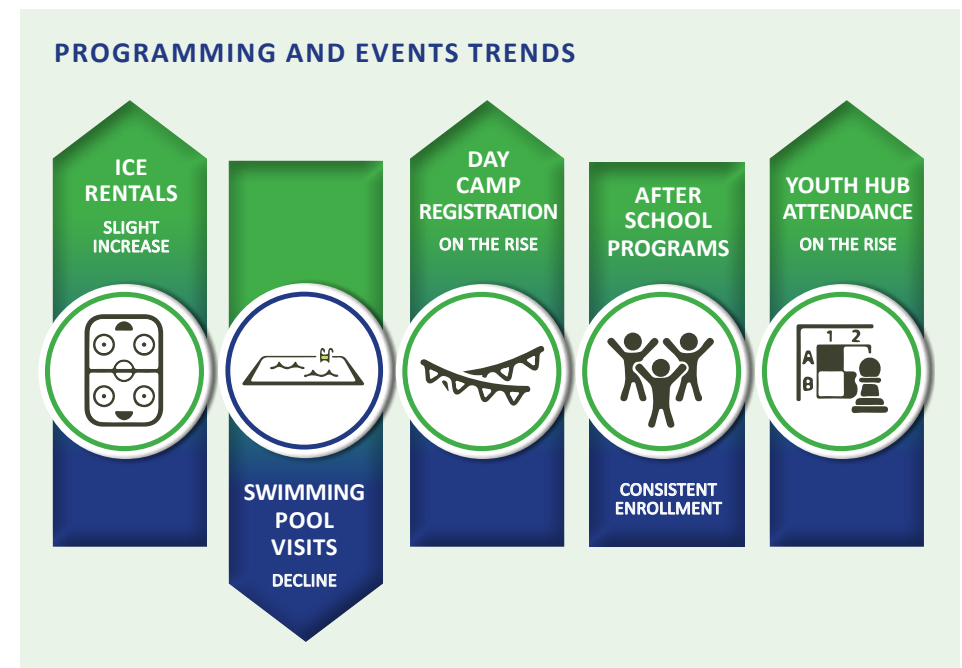 PROGRAMMING AND EVENTS TRENDS
ICE
RENTALS
SLIGHT
INCREASE
SWIMMING
POOL
VISITS
DECLINE
DAY
CAMP
REGISTRATION
ON THE RISE
AFTER
SCHOOL
PROGRAMS
CONSISTENT
ENROLLMENT
YOUTH HUB
ATTENDANCE
ON THE RISE
1 2
A
B